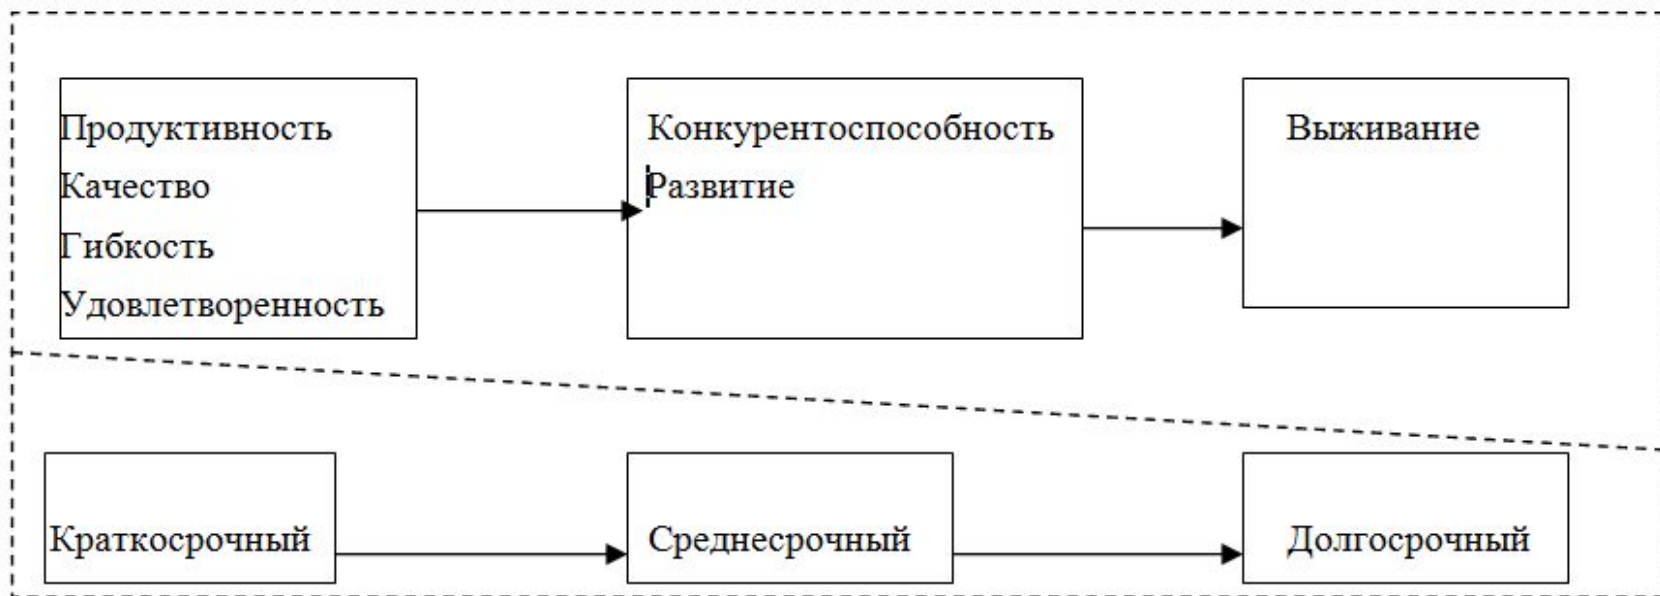 Продуктивность
Качество
Гибкость
Удовлетворенность
Конкурентоспособность
Развитие
Выживание
Краткосрочный
Среднесрочный
Долгосрочный